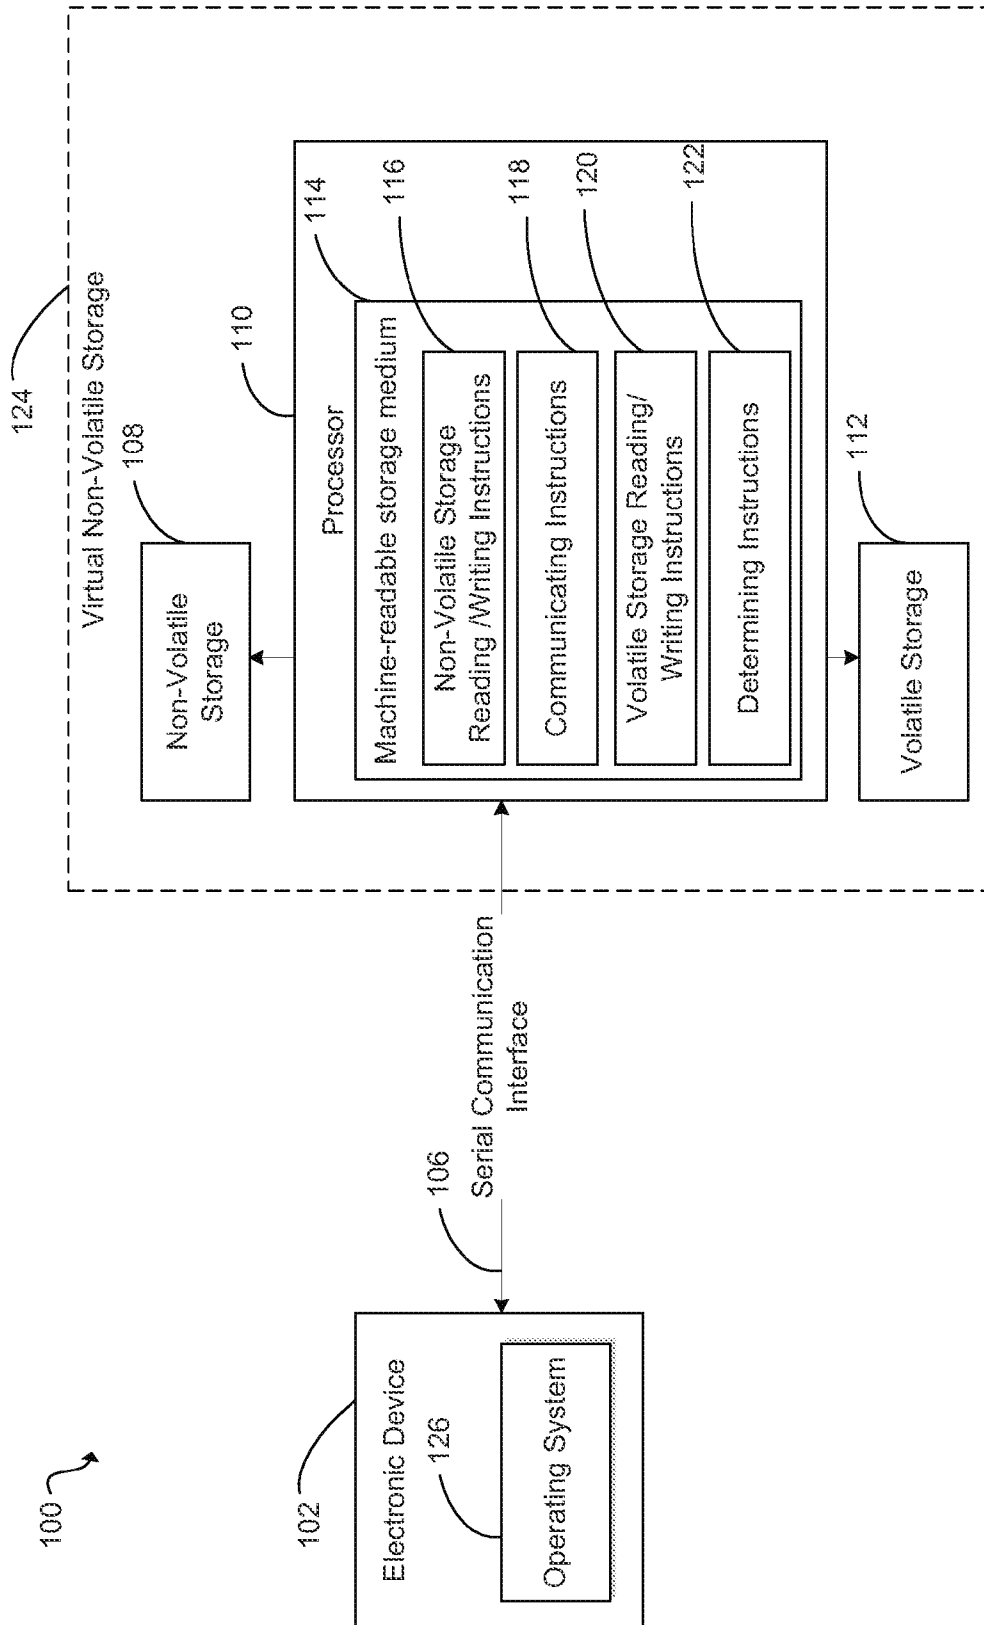 100
102
Electronic Device
126
Operating System
106
Serial Communication
Interface
124
Virtual Non-Volatile Storage
108
Non-Volatile
Storage
110
Processor
114
Machine-readable storage medium
116
Non-Volatile Storage
Reading /Writing Instructions
118
Communicating Instructions
120
Volatile Storage Reading/
Writing Instructions
122
Determining Instructions
112
Volatile Storage